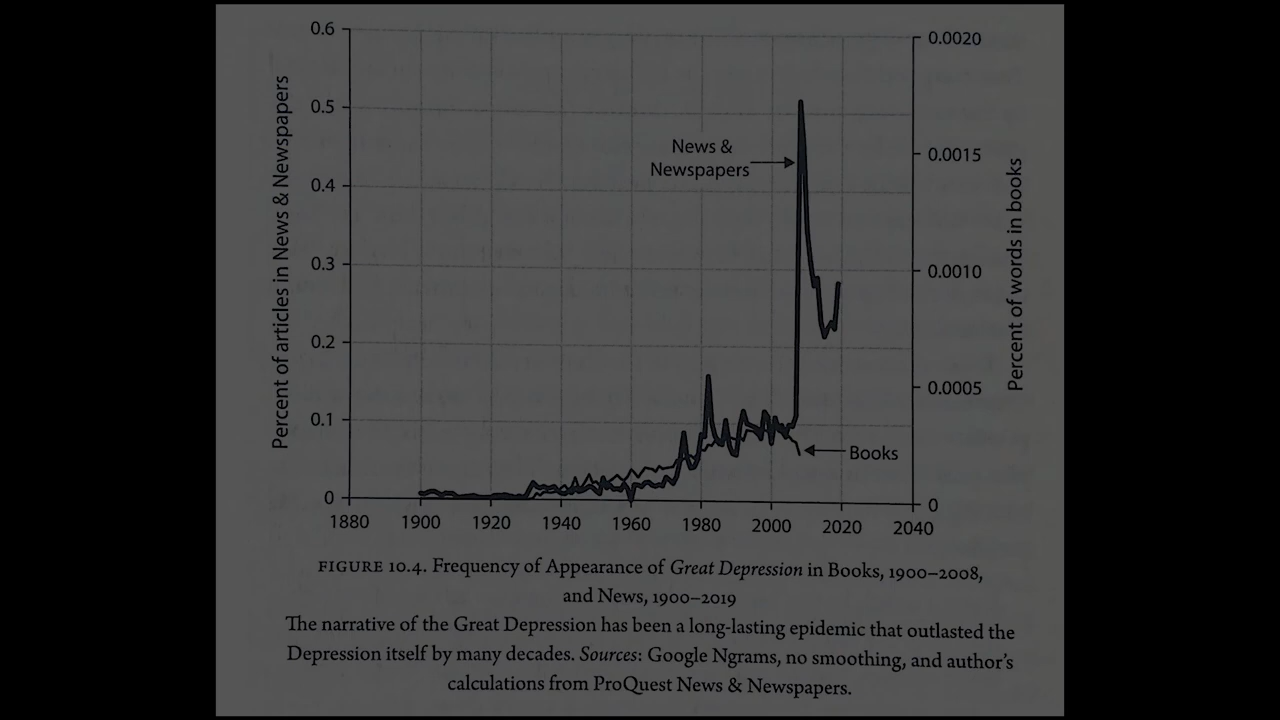 0.6
0.5
0.4
0.3
0.2
0.1
0
Percent of articles in News & Newspapers
0.0020
0.0015
0.0010
0.0005
0
Percent of words in books
News &
Newspapers
Books
1880 1900 1920 1940 1960 1980 2000 2020 2040
FIGURE 10.4. Frequency of Appearance of Great Depression in Books, 1900–2008,
and News, 1900–2019
The narrative of the Great Depression has been a long-lasting epidemic that outlasted the
Depression itself by many decades. Sources: Google Ngrams, no smoothing, and author's
calculations from ProQuest News & Newspapers.